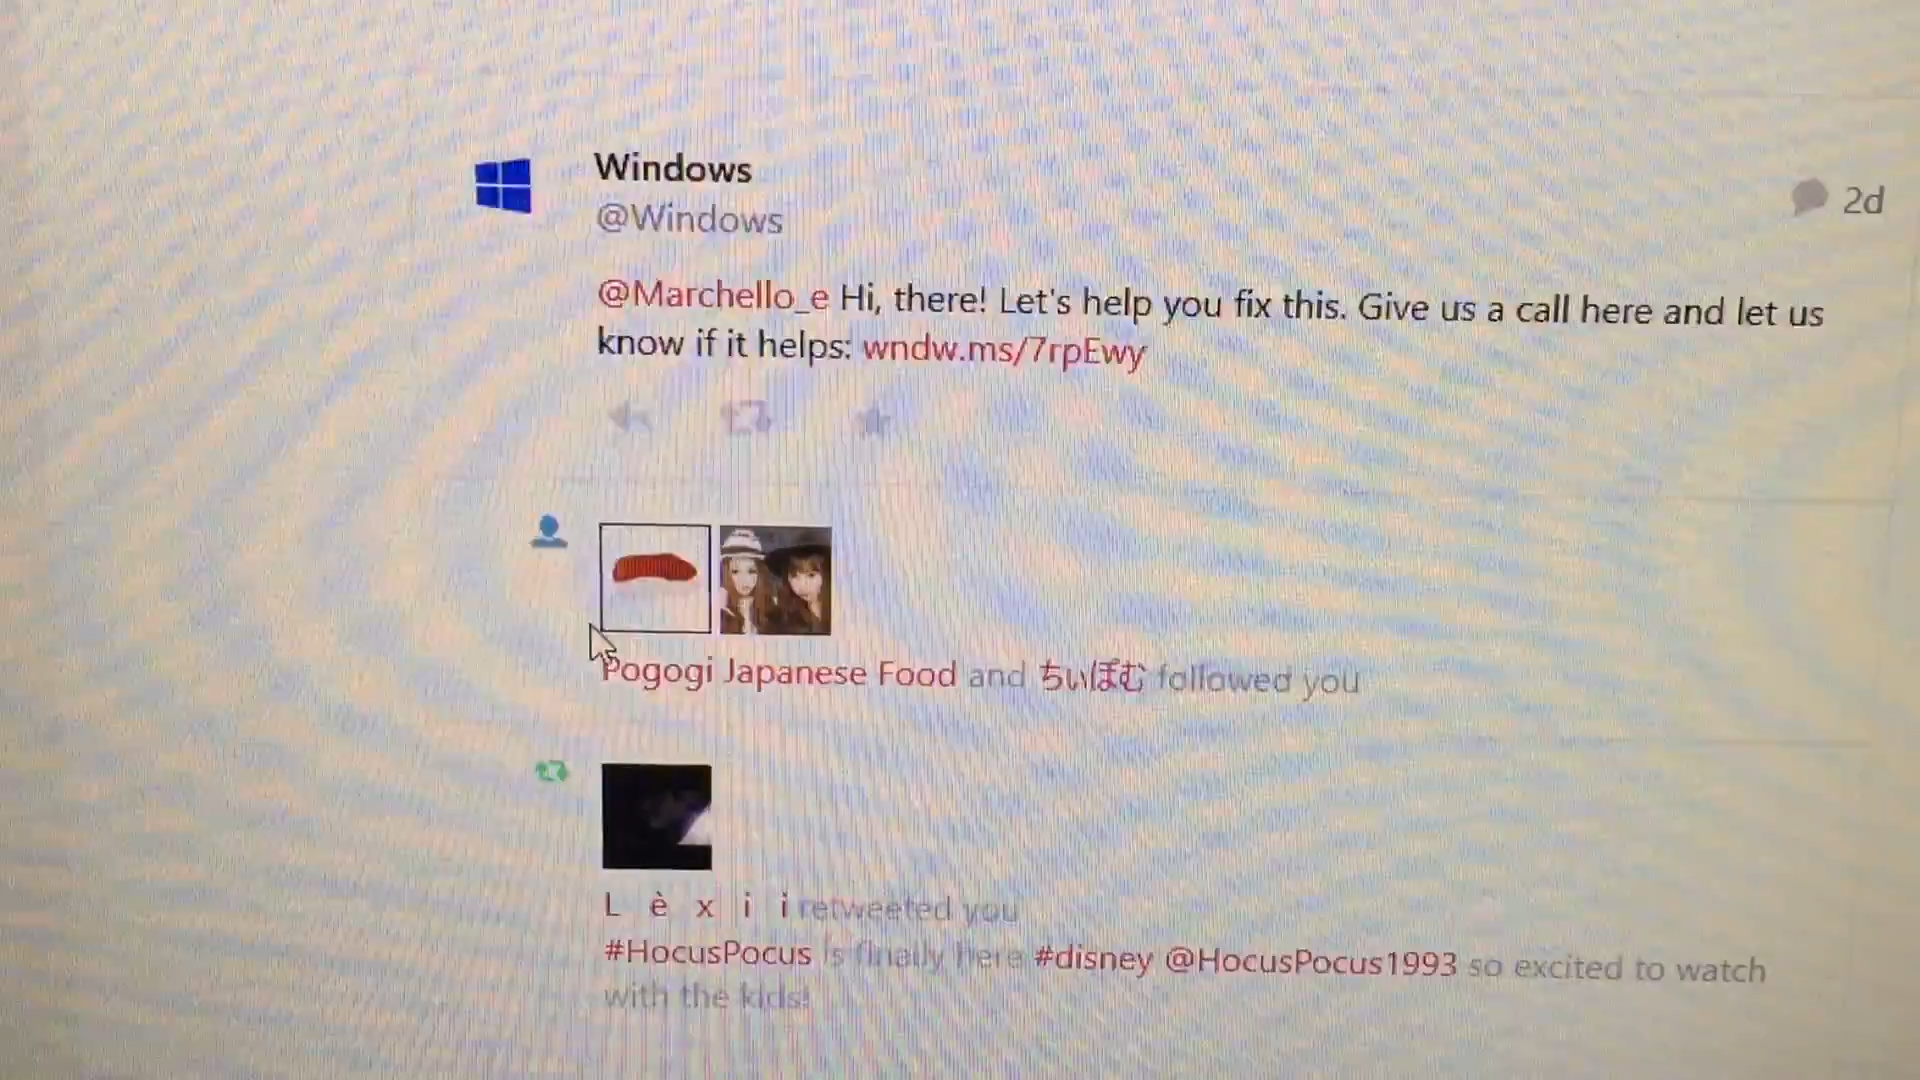 Windows
@Windows
2d
@Marchello_e Hi, there! Let's help you fix this. Give us a call here and let us
know if it helps: wndw.ms/7rpEwy
Pogogi Japanese Food and ちぃぽむ followed you
L è x i i retweeted you
#HocusPocus is finally here #disney @HocusPocus1993 so excited to watch
with the kids!